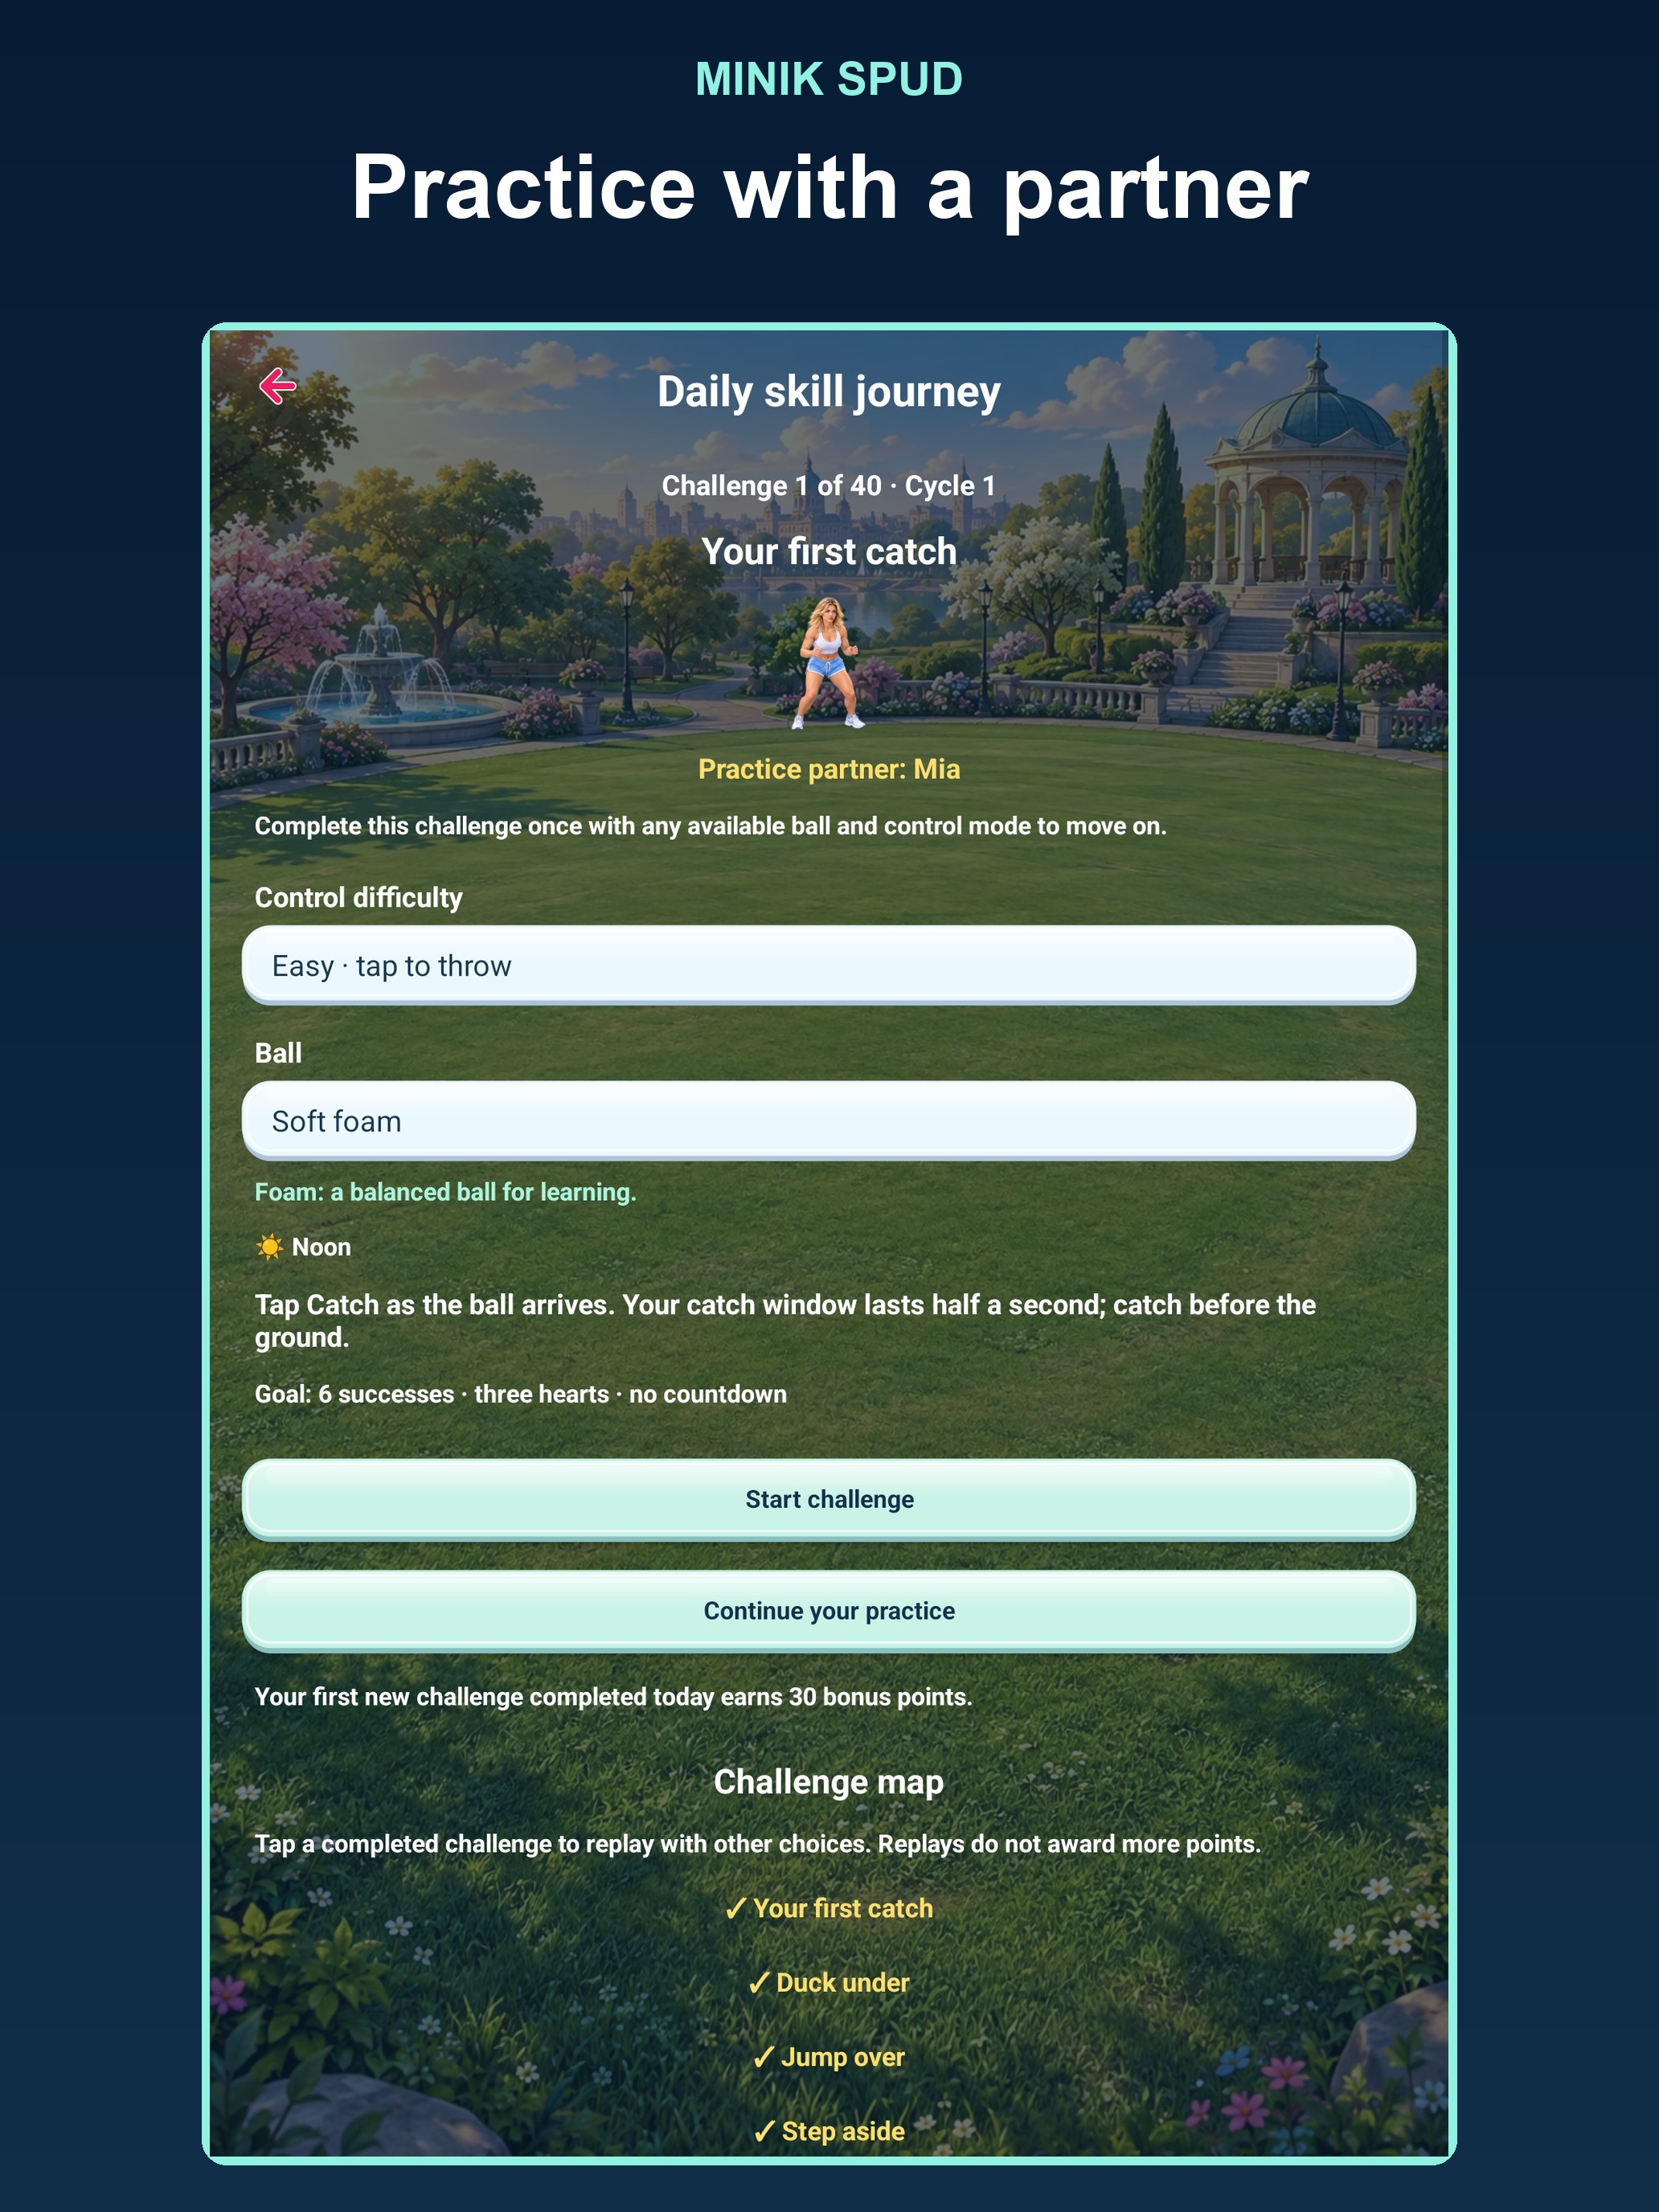 MINIK SPUD
Practice with a partner
Daily skill journey
Challenge 1 of 40 · Cycle 1
Your first catch
Practice partner: Mia
Complete this challenge once with any available ball and control mode to move on.
Control difficulty
Easy · tap to throw
Ball
Soft foam
Foam: a balanced ball for learning.
☀️ Noon
Tap Catch as the ball arrives. Your catch window lasts half a second; catch before the
ground.
Goal: 6 successes · three hearts · no countdown
Start challenge
Continue your practice
Your first new challenge completed today earns 30 bonus points.
Challenge map
Tap a completed challenge to replay with other choices. Replays do not award more points.
✓ Your first catch
✓ Duck under
✓ Jump over
✓ Step aside